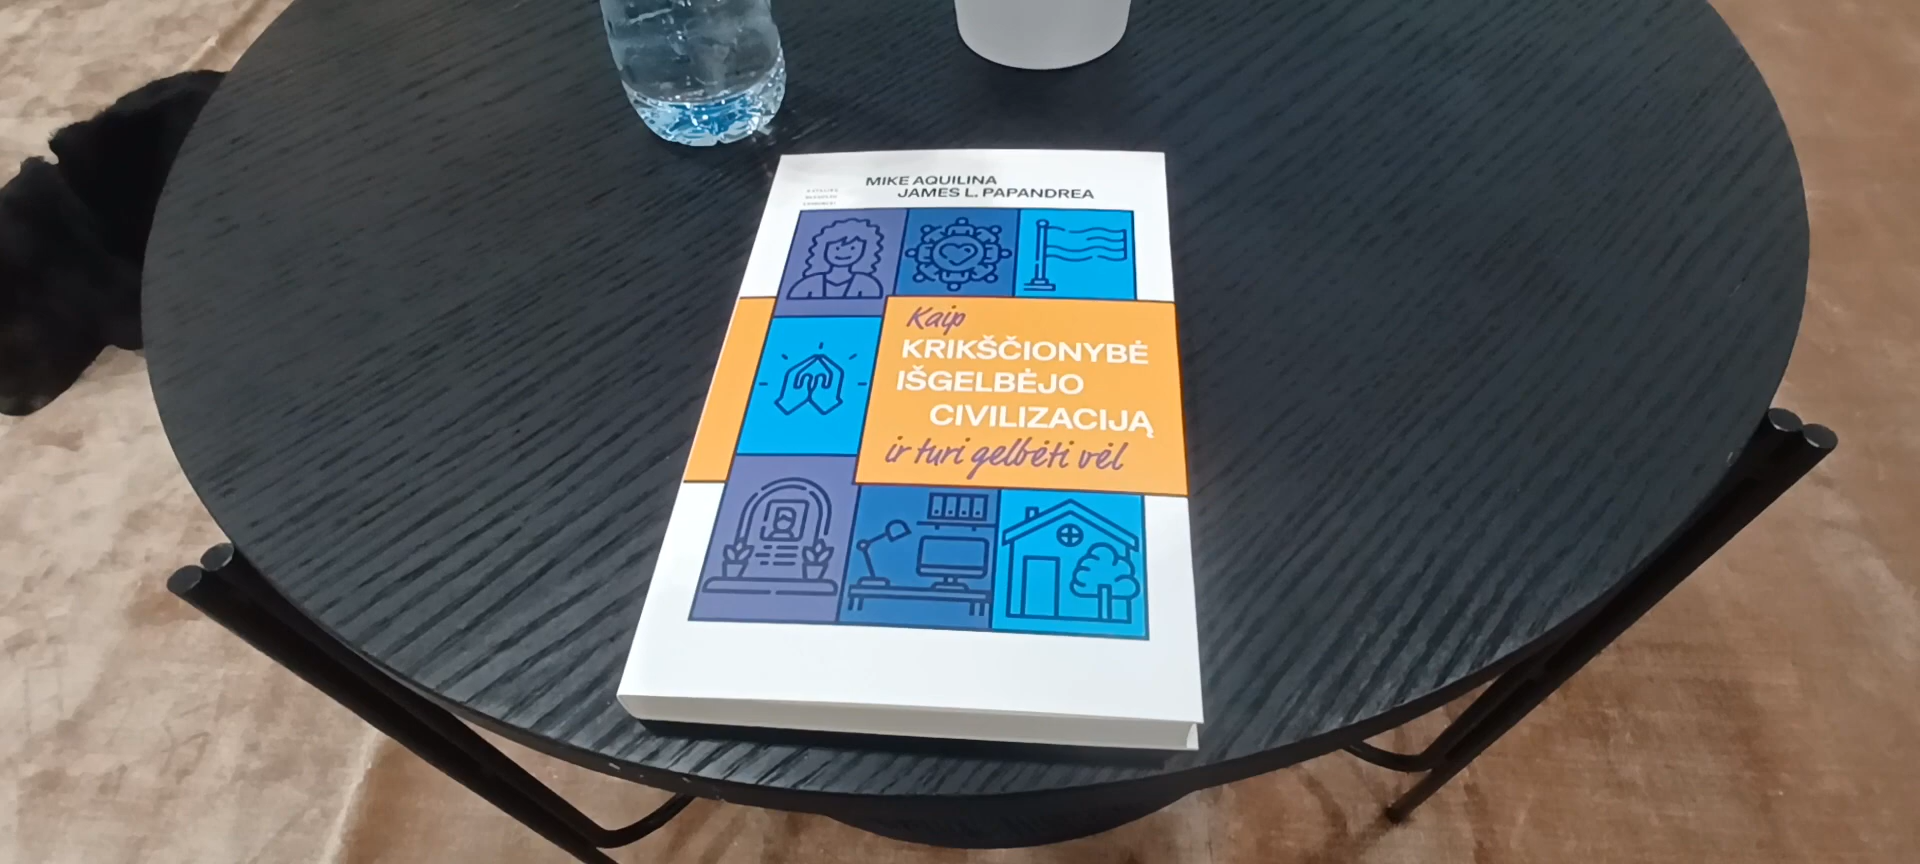 MIKE AQUILINA
JAMES L. PAPANDREA
Kaip
KRIKŠČIONYBĖ
IŠGELBĖJO
CIVILIZACIJĄ
ir turi gelbėti vėl